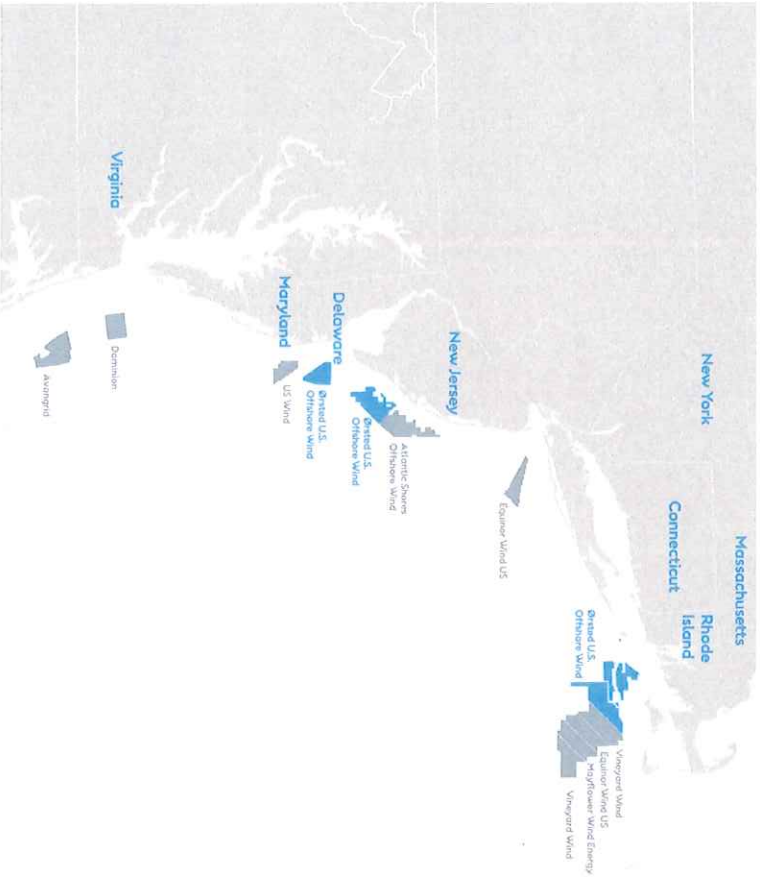 Massachusetts
New York
Rhode
Island
Connecticut
Vineyard Wind
Equinor Wind US
Mayflower Wind Energy
Ørsted U.S.
Offshore Wind
Vineyard Wind
Equinor Wind US
New Jersey
Atlantic Shores
Offshore Wind
Ørsted U.S.
Offshore Wind
Delaware
Ørsted U.S.
Offshore Wind
Maryland
US Wind
Virginia
Dominion
Avangrid